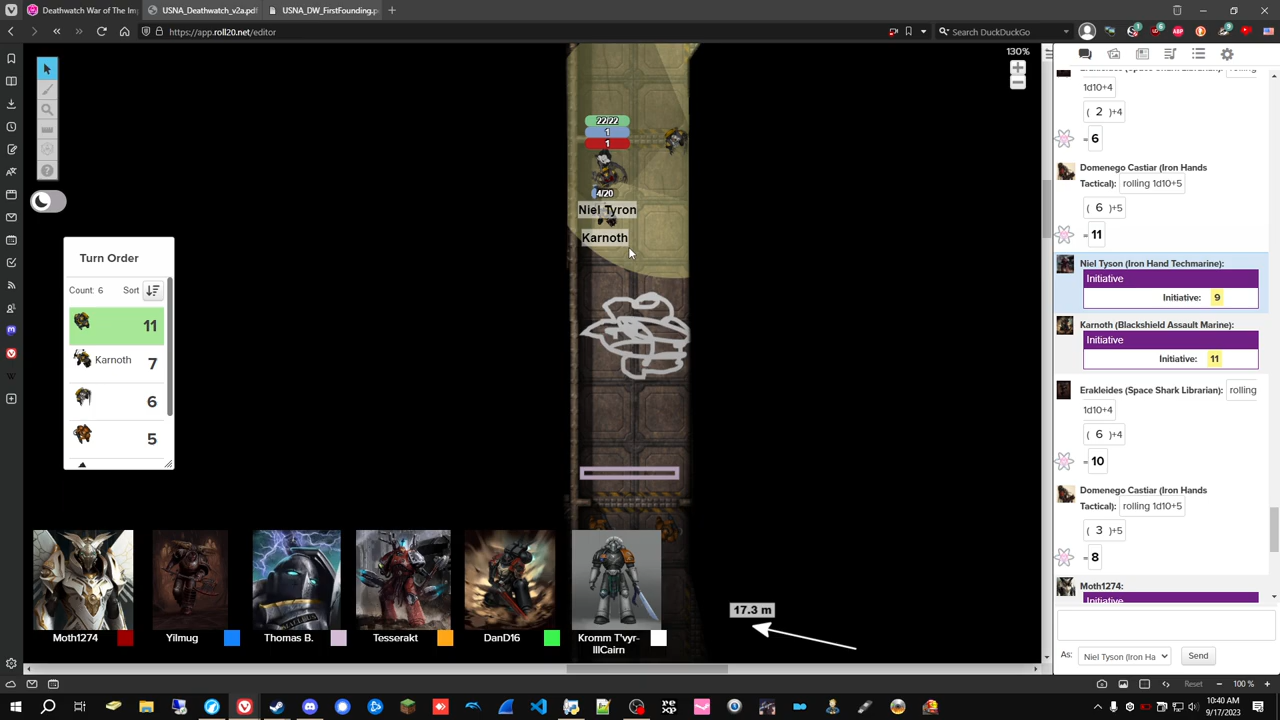 Deathwatch War of The Imp
USNA_Deathwatch_v2a.pdf
USNA_DW_FirstFounding.p
https://app.roll20.net/editor
Search DuckDuckGo
130%
22/22
1
1
4/20
Niel Tyron
Karnoth
Turn Order
Count: 6
Sort
11
Karnoth
7
6
5
1d10+4
( 2 )+4
= 6
Domenego Castiar (Iron Hands
Tactical): rolling 1d10+5
( 6 )+5
= 11
Niel Tyson (Iron Hand Techmarine):
Initiative
Initiative: 9
Karnoth (Blackshield Assault Marine):
Initiative
Initiative: 11
Erakleides (Space Shark Librarian): rolling
1d10+4
( 6 )+4
= 10
Domenego Castiar (Iron Hands
Tactical): rolling 1d10+5
( 3 )+5
= 8
Moth1274:
Initiative
As:
Niel Tyson (Iron Ha
Send
Moth1274
Yilmug
Thomas B.
Tesserakt
DanD16
Kromm T'vyr-
IllCairn
17.3 m
Reset
100 %
10:40 AM
9/17/2023